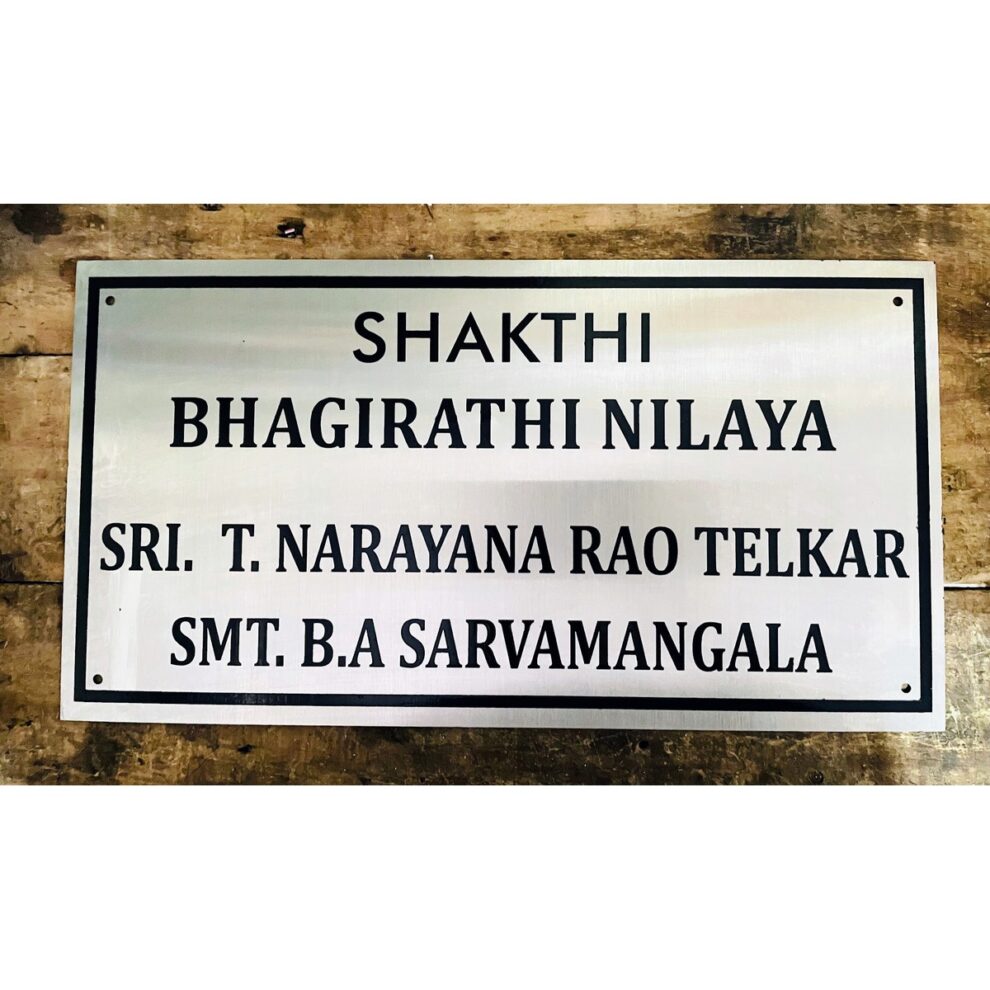 SHAKTHI
BHAGIRATHI NILAYA
SRI. T. NARAYANA RAO TELKAR
SMT. B.A SARVAMANGALA